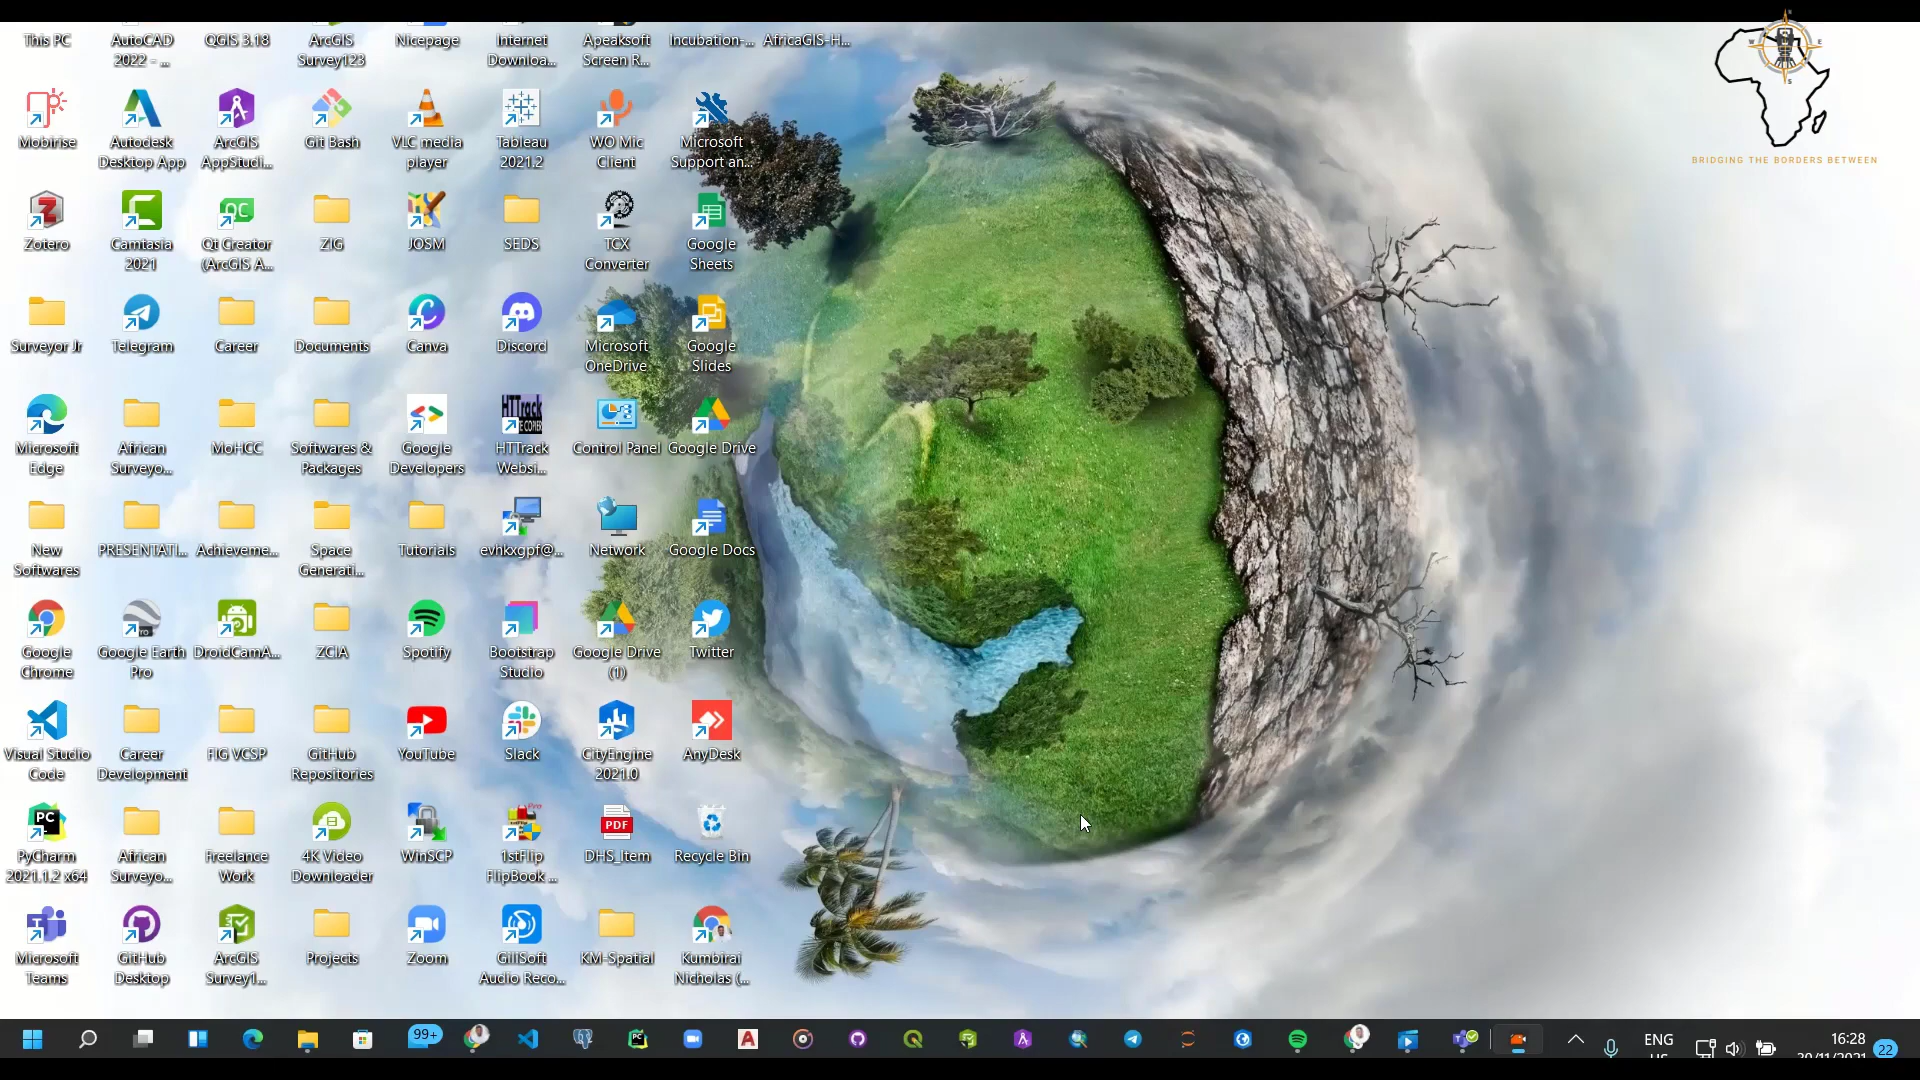 This PC
AutoCAD
2022 - ...
QGIS 3.18
ArcGIS
Survey123
Nicepage
Internet
Downloa...
Apeaksoft
Screen R...
Incubation-...
AfricaGIS-H...
BRIDGING THE BORDERS BETWEEN
Mobirise
Autodesk
Desktop App
ArcGIS
AppStudi...
Git Bash
VLC media
player
Tableau
2021.2
WO Mic
Client
Microsoft
Support an...
Zotero
Camtasia
2021
Qt Creator
(ArcGIS A...
ZIG
JOSM
SEDS
TCX
Converter
Google
Sheets
Surveyor Jr
Telegram
Career
Documents
Canva
Discord
Microsoft
OneDrive
Google
Slides
Microsoft
Edge
African
Surveyo...
MoHCC
Softwares &
Packages
Google
Developers
HTTrack
Websi...
Control Panel
Google Drive
New
Softwares
PRESENTATI...
Achieveme...
Space
Generati...
Tutorials
evhkxgpf@...
Network
Google Docs
Google
Chrome
Google Earth
Pro
DroidCamA...
ZCIA
Spotify
Bootstrap
Studio
Google Drive
(1)
Twitter
Visual Studio
Code
Career
Development
FIG VCSP
GitHub
Repositories
YouTube
Slack
CityEngine
2021.0
AnyDesk
PyCharm
2021.1.2 x64
African
Surveyo...
Freelance
Work
4K Video
Downloader
WinSCP
1stFlip
FlipBook ...
PDF
DHS_Item
Recycle Bin
Microsoft
Teams
GitHub
Desktop
ArcGIS
Survey1...
Projects
Zoom
GiliSoft
Audio Reco...
KM-Spatial
Kumbirai
Nicholas (...
99+
ENG
16:28
22
30/11/2021